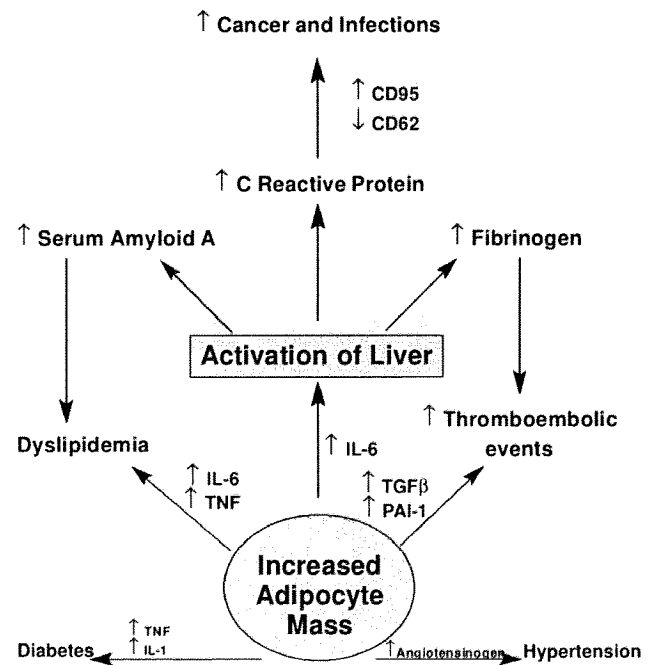 ↑ Cancer and Infections
↑ CD95
↓ CD62
↑ C Reactive Protein
↑ Serum Amyloid A
↑ Fibrinogen
Activation of Liver
↑ Thromboembolic
events
Dyslipidemia
↑ IL-6
↑ IL-6
↑ TNF
↑ TGFβ
↑ PAI-1
Increased
Adipocyte
Mass
Diabetes
↑ TNF
↑ IL-1
↑ Angiotensinogen
Hypertension